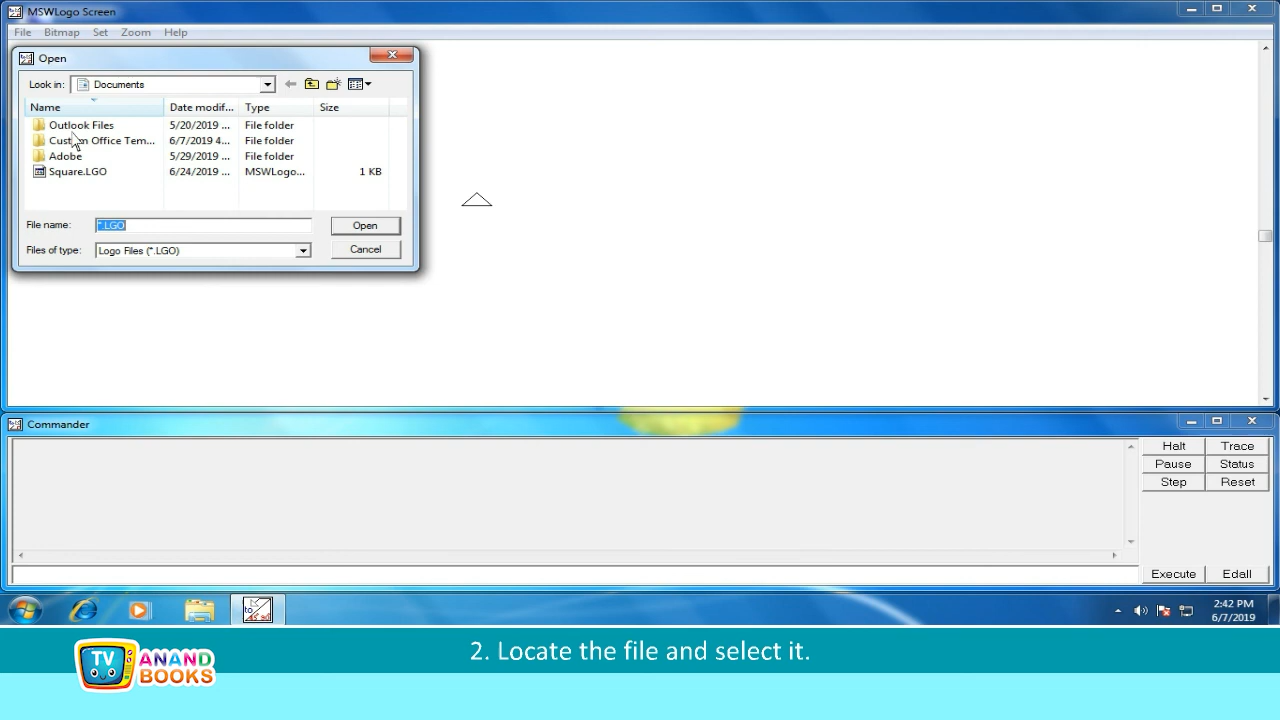 MSWLogo Screen
File Bitmap Set Zoom Help
Open
Look in: Documents
Name Date modif... Type Size
Outlook Files 5/20/2019 ... File folder
Custom Office Tem... 6/7/2019 4... File folder
Adobe 5/29/2019 ... File folder
Square.LGO 6/24/2019 ... MSWLogo... 1 KB
File name: *.LGO Open
Files of type: Logo Files (*.LGO) Cancel
Commander
Halt Trace
Pause Status
Step Reset
Execute Edall
2:42 PM
6/7/2019
2. Locate the file and select it.
TV
ANAND
BOOKS